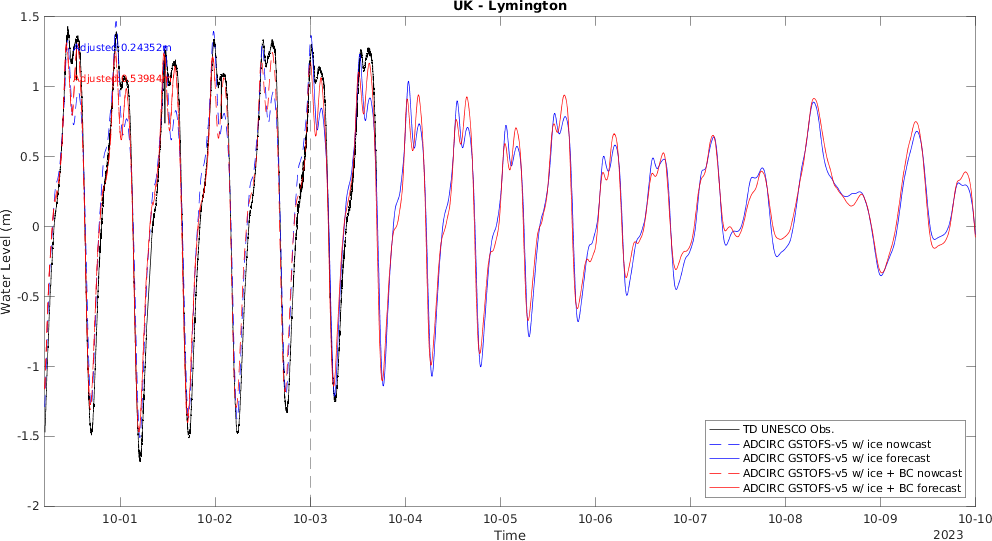 UK - Lymington
1.5
1
0.5
0
-0.5
-1
-1.5
-2
Water Level (m)
Adjusted:0.24352m
TD UNESCO Obs.
ADCIRC GSTOFS-v5 w/ ice nowcast
ADCIRC GSTOFS-v5 w/ ice forecast
ADCIRC GSTOFS-v5 w/ ice + BC nowcast
ADCIRC GSTOFS-v5 w/ ice + BC forecast
10-01 10-02 10-03 10-04 10-05 10-06 10-07 10-08 10-09 10-10
Time
2023